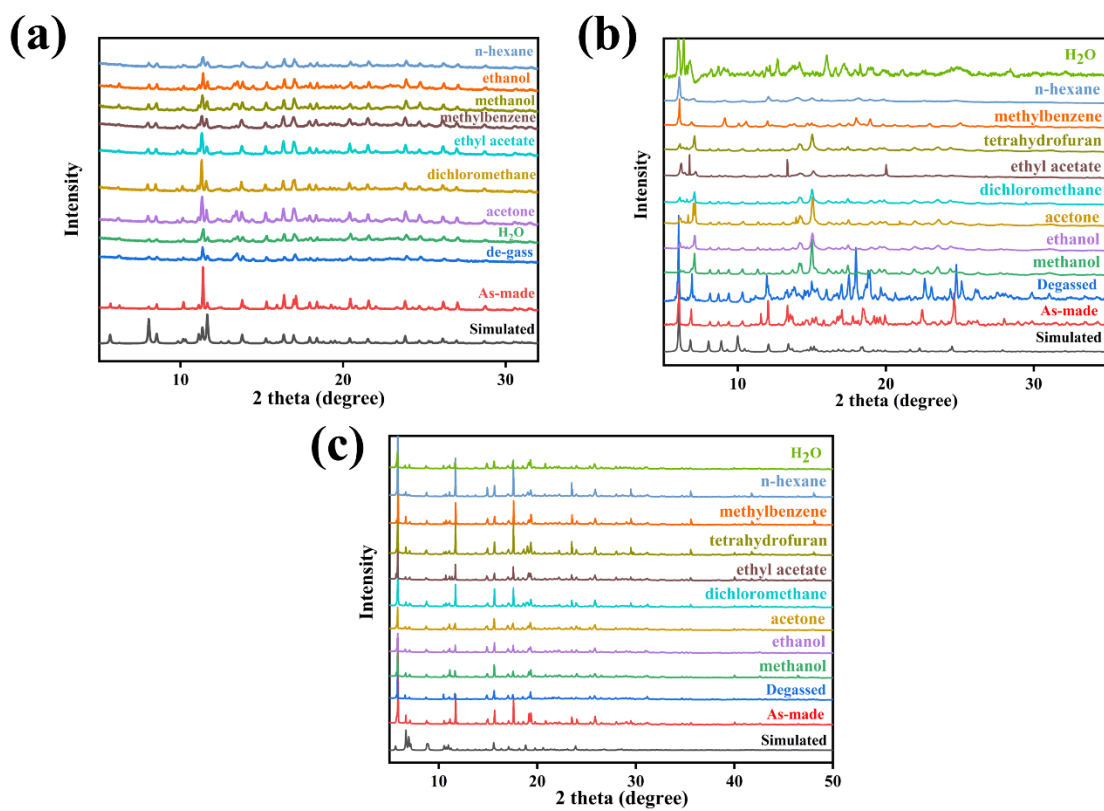 (a)
n-hexane
ethanol
methanol
methylbenzene
ethyl acetate
dichloromethane
acetone
H₂O
de-gass
As-made
Simulated
Intensity
10 20 30
2 theta (degree)
(b)
H₂O
n-hexane
methylbenzene
tetrahydrofuran
ethyl acetate
dichloromethane
acetone
ethanol
methanol
Degassed
As-made
Simulated
Intensity
10 20 30
2 theta (degree)
(c)
H₂O
n-hexane
methylbenzene
tetrahydrofuran
ethyl acetate
dichloromethane
acetone
ethanol
methanol
Degassed
As-made
Simulated
Intensity
10 20 30 40 50
2 theta (degree)